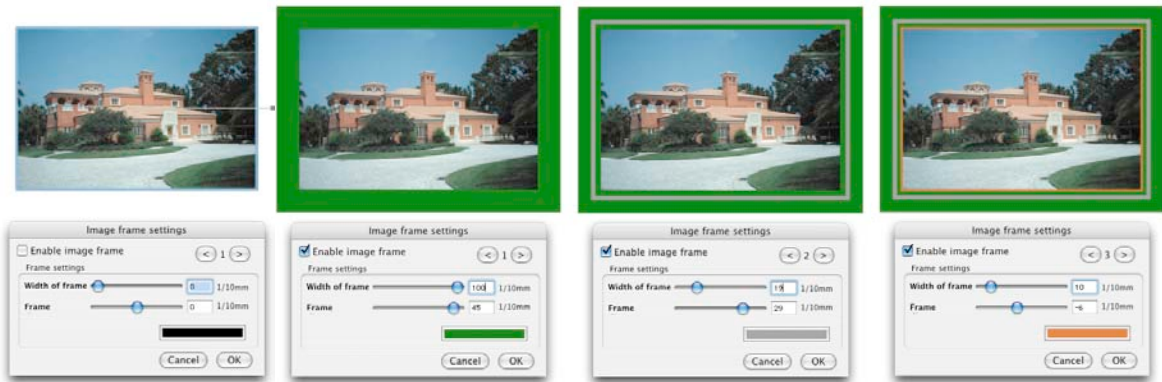 Image frame settings
Enable image frame
< 1 >
Frame settings
Width of frame 8 1/10mm
Frame 0 1/10mm
Cancel OK
Image frame settings
Enable image frame
< 1 >
Frame settings
Width of frame 100 1/10mm
Frame 45 1/10mm
Cancel OK
Image frame settings
Enable image frame
< 2 >
Frame settings
Width of frame 19 1/10mm
Frame 29 1/10mm
Cancel OK
Image frame settings
Enable image frame
< 3 >
Frame settings
Width of frame 10 1/10mm
Frame -6 1/10mm
Cancel OK